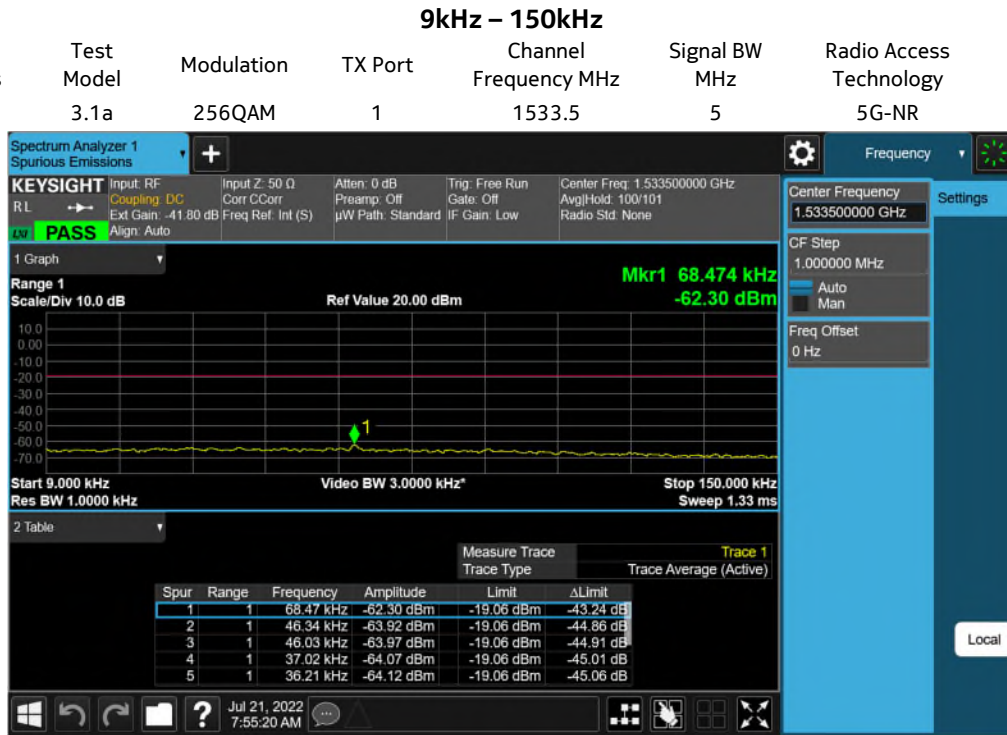 9kHz – 150kHz
Test Model Modulation TX Port Channel Frequency MHz Signal BW MHz Radio Access Technology
3.1a 256QAM 1 1533.5 5 5G-NR
Spectrum Analyzer 1
Spurious Emissions
+
Frequency
KEYSIGHT Input: RF Input Z: 50 Ω Atten: 0 dB Trig: Free Run Center Freq: 1.533500000 GHz
RL Coupling: DC Corr CCorr Preamp: Off Gate: Off Avg|Hold: 100/101
Ext Gain: -41.80 dB Freq Ref: Int (S) µW Path: Standard IF Gain: Low Radio Std: None
PASS Align: Auto
Center Frequency
1.533500000 GHz
Settings
CF Step
1.000000 MHz
Auto
Man
Freq Offset
0 Hz
1 Graph
Range 1
Scale/Div 10.0 dB Ref Value 20.00 dBm
Mkr1 68.474 kHz
-62.30 dBm
10.0
0.00
-10.0
-20.0
-30.0
-40.0
-50.0
-60.0
-70.0
1
Start 9.000 kHz Video BW 3.0000 kHz* Stop 150.000 kHz
Res BW 1.0000 kHz Sweep 1.33 ms
2 Table
Measure Trace Trace 1
Trace Type Trace Average (Active)
Spur Range Frequency Amplitude Limit ΔLimit
1 1 68.47 kHz -62.30 dBm -19.06 dBm -43.24 dB
2 1 46.34 kHz -63.92 dBm -19.06 dBm -44.86 dB
3 1 46.03 kHz -63.97 dBm -19.06 dBm -44.91 dB
4 1 37.02 kHz -64.07 dBm -19.06 dBm -45.01 dB
5 1 36.21 kHz -64.12 dBm -19.06 dBm -45.06 dB
Local
? Jul 21, 2022
7:55:20 AM